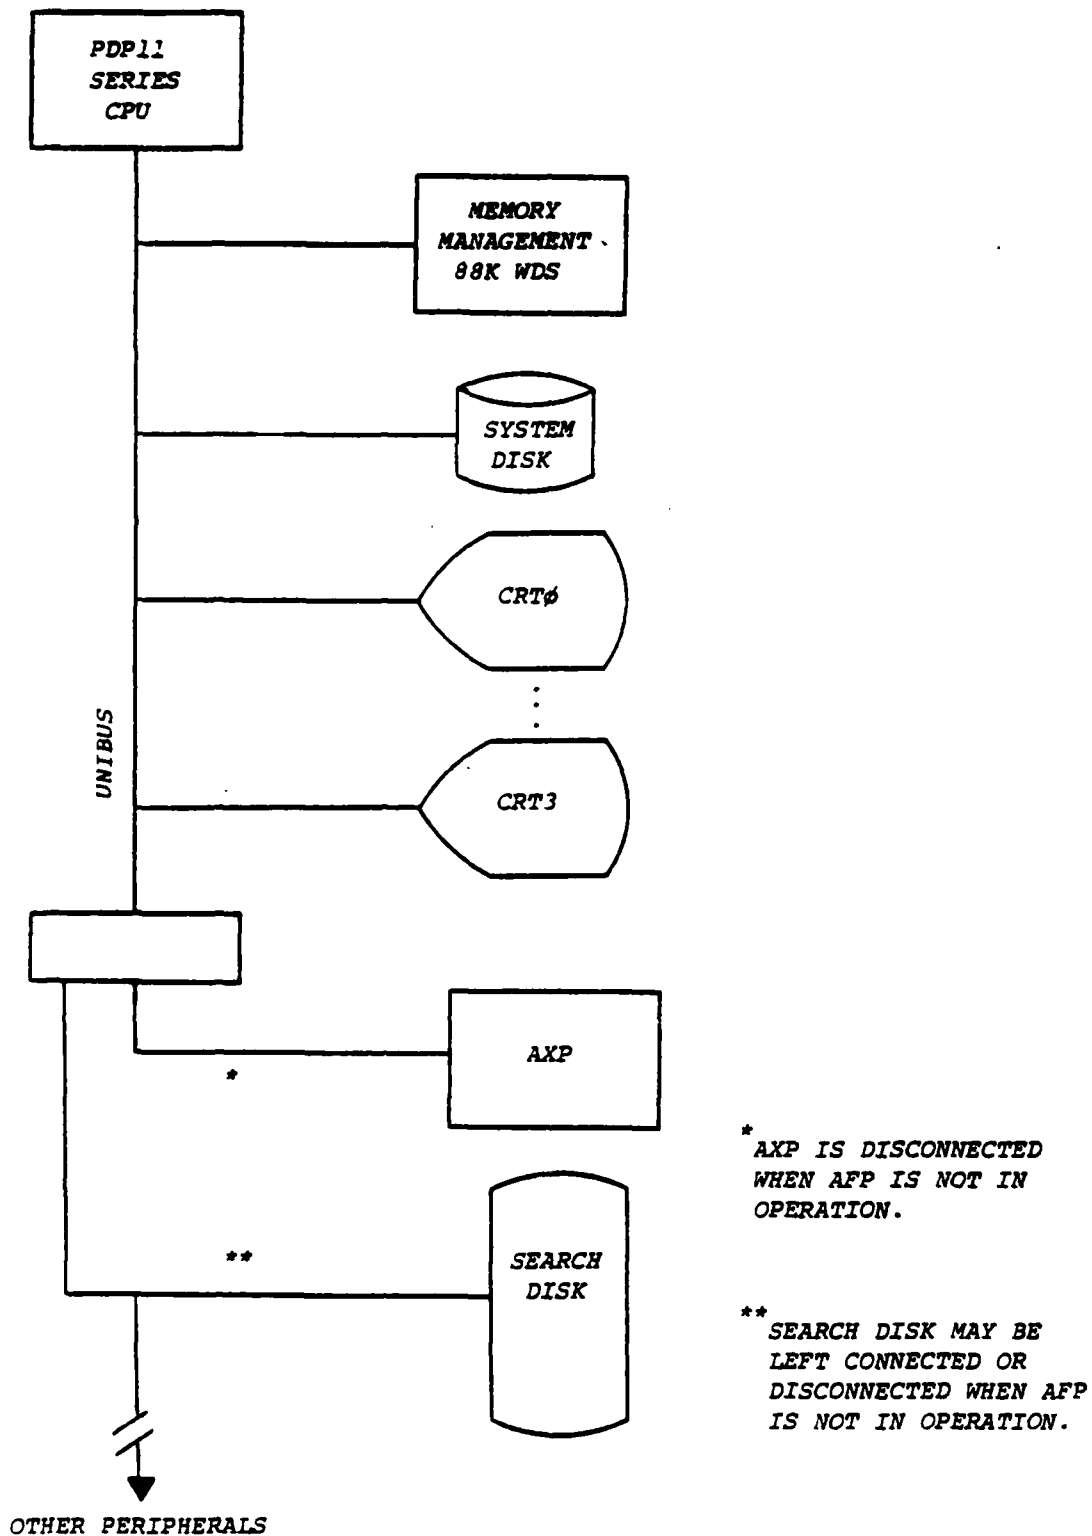 PDP11
SERIES
CPU
MEMORY
MANAGEMENT
88K WDS
SYSTEM
DISK
CRTø
UNIBUS
CRT3
AXP
*
*
AXP IS DISCONNECTED
WHEN AFP IS NOT IN
OPERATION.
**
SEARCH
DISK
**
SEARCH DISK MAY BE
LEFT CONNECTED OR
DISCONNECTED WHEN AFP
IS NOT IN OPERATION.
OTHER PERIPHERALS